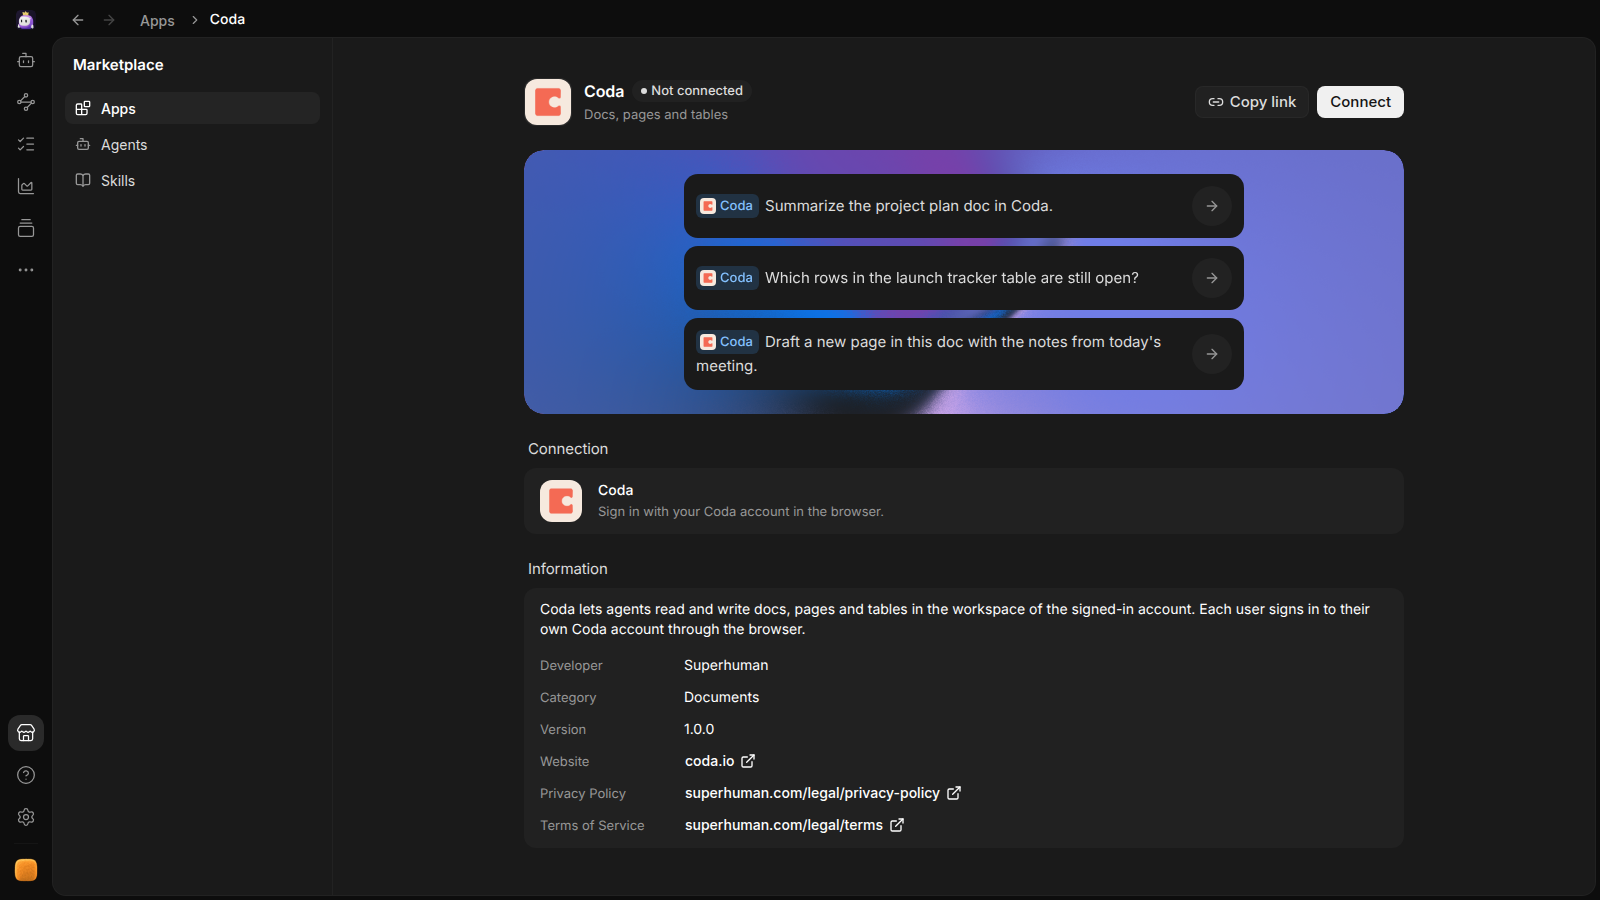 Apps > Coda
Marketplace
Apps
Agents
Skills
Coda
Not connected
Docs, pages and tables
Copy link
Connect
Coda Summarize the project plan doc in Coda.
Coda Which rows in the launch tracker table are still open?
Coda Draft a new page in this doc with the notes from today's
meeting.
Connection
Coda
Sign in with your Coda account in the browser.
Information
Coda lets agents read and write docs, pages and tables in the workspace of the signed-in account. Each user signs in to their
own Coda account through the browser.
Developer Superhuman
Category Documents
Version 1.0.0
Website coda.io
Privacy Policy superhuman.com/legal/privacy-policy
Terms of Service superhuman.com/legal/terms